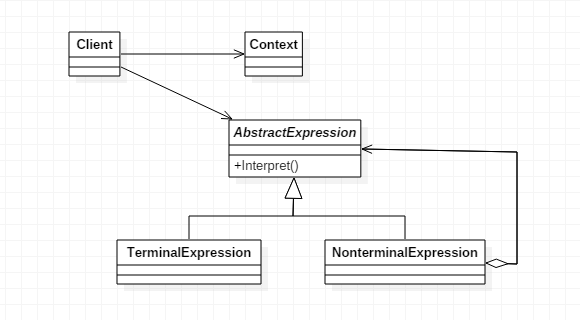 Client
Context
AbstractExpression
+Interpret()
TerminalExpression
NonterminalExpression